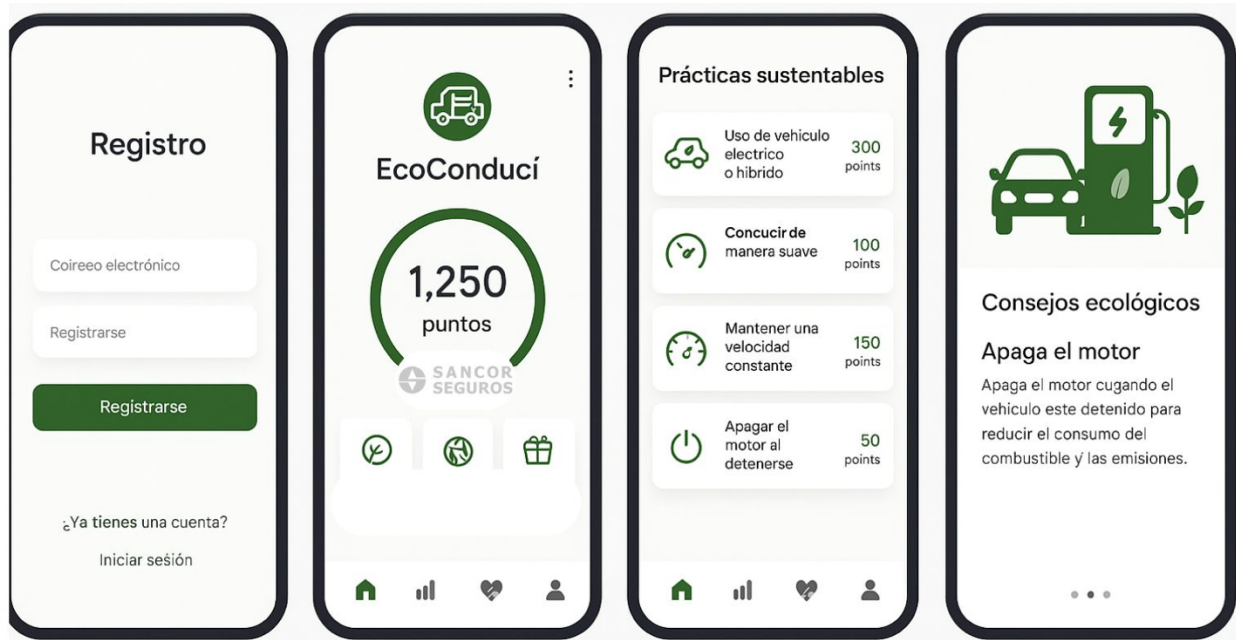 Registro
Coireeo electrónico
Registrarse
Registrarse
¿Ya tienes una cuenta?
Iniciar sesión
EcoConducí
1,250
puntos
SANCOR
SEGUROS
Prácticas sustentables
Uso de vehiculo
electrico
o hibrido
300
points
Concucir de
manera suave
100
points
Mantener una
velocidad
constante
150
points
Apagar el
motor al
detenerse
50
points
Consejos ecológicos
Apaga el motor
Apaga el motor cugando el
vehiculo este detenido para
reducir el consumo del
combustible y las emisiones.